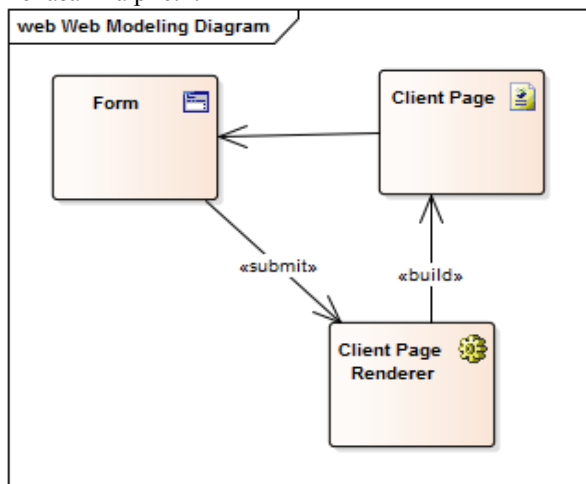 web Web Modeling Diagram
Form
Client Page
«submit»
«build»
Client Page
Renderer